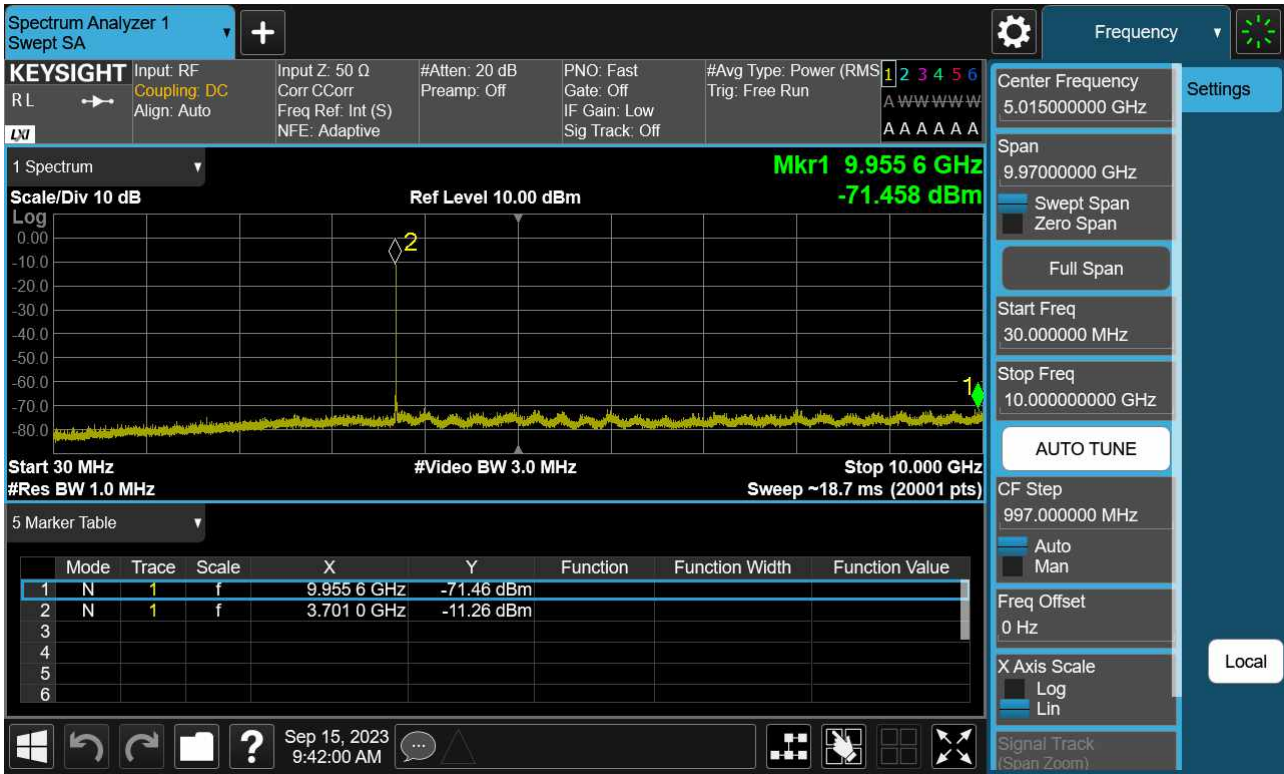 Spectrum Analyzer 1
Swept SA
+
Frequency
KEYSIGHT
R L
LXI
Input: RF
Coupling: DC
Align: Auto
Input Z: 50 Ω
Corr CCorr
Freq Ref: Int (S)
NFE: Adaptive
#Atten: 20 dB
Preamp: Off
PNO: Fast
Gate: Off
IF Gain: Low
Sig Track: Off
#Avg Type: Power (RMS
Trig: Free Run
1 2 3 4 5 6
A W W W W W
A A A A A A
1 Spectrum
Mkr1 9.955 6 GHz
-71.458 dBm
Scale/Div 10 dB
Ref Level 10.00 dBm
Log
0.00
-10.0
-20.0
-30.0
-40.0
-50.0
-60.0
-70.0
-80.0
2
1
Start 30 MHz
#Video BW 3.0 MHz
Stop 10.000 GHz
#Res BW 1.0 MHz
Sweep ~18.7 ms (20001 pts)
5 Marker Table
Mode Trace Scale X Y Function Function Width Function Value
1 N 1 f 9.955 6 GHz -71.46 dBm
2 N 1 f 3.701 0 GHz -11.26 dBm
3
4
5
6
?
Sep 15, 2023
9:42:00 AM
Center Frequency
5.015000000 GHz
Span
9.97000000 GHz
Swept Span
Zero Span
Full Span
Start Freq
30.000000 MHz
Stop Freq
10.000000000 GHz
AUTO TUNE
CF Step
997.000000 MHz
Auto
Man
Freq Offset
0 Hz
X Axis Scale
Log
Lin
Signal Track
(Span Zoom)
Settings
Local